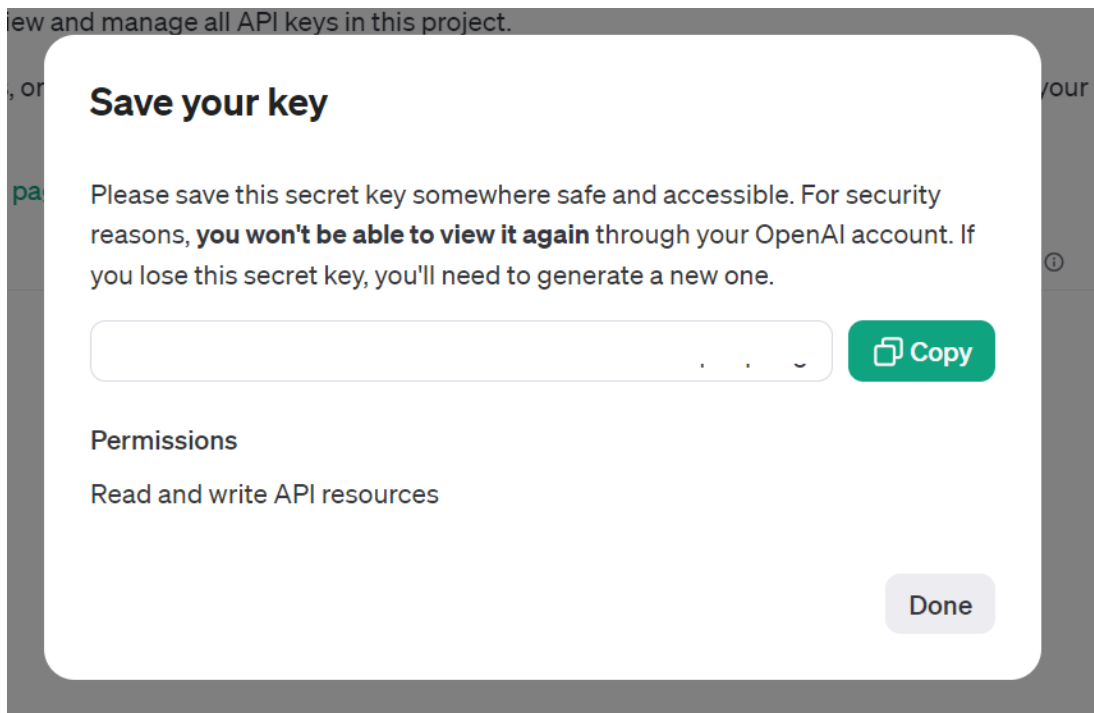 iew and manage all API keys in this project.
, or
your
Save your key
pa
Please save this secret key somewhere safe and accessible. For security
reasons, you won't be able to view it again through your OpenAI account. If
you lose this secret key, you'll need to generate a new one.
Copy
Permissions
Read and write API resources
Done